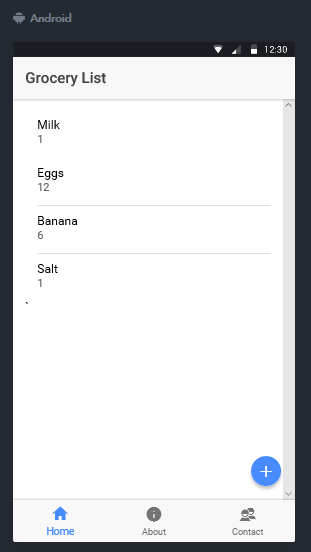 Android
12:30
Grocery List
Milk
1
Eggs
12
Banana
6
Salt
1
`
Home
About
Contact